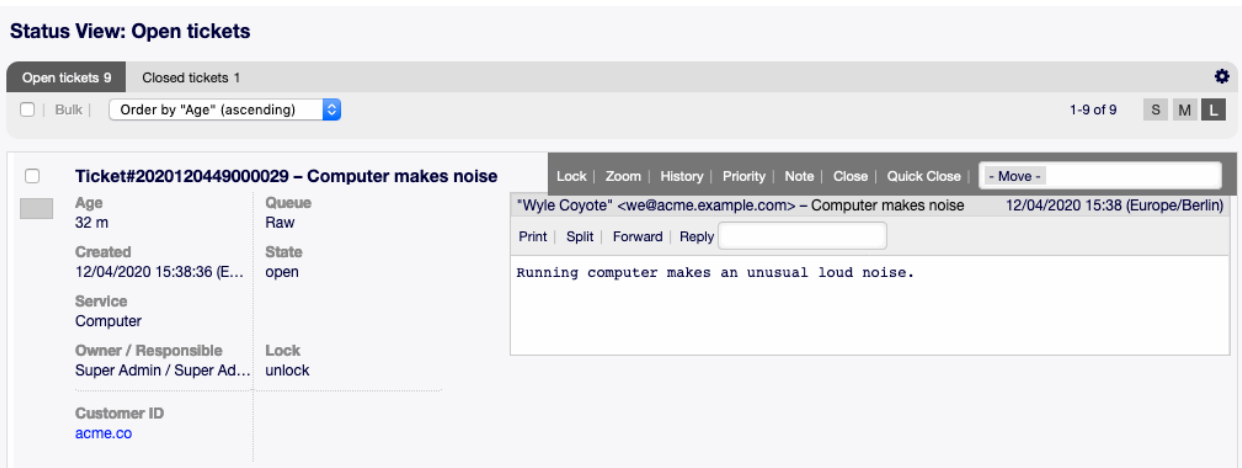 Status View: Open tickets
Open tickets 9 Closed tickets 1
Bulk | Order by "Age" (ascending) 1-9 of 9 S M L
Ticket#2020120449000029 – Computer makes noise
Lock | Zoom | History | Priority | Note | Close | Quick Close | - Move -
Age Queue
32 m Raw
Created State
12/04/2020 15:38:36 (E... open
Service
Computer
Owner / Responsible Lock
Super Admin / Super Ad... unlock
Customer ID
acme.co
"Wyle Coyote" <we@acme.example.com> – Computer makes noise 12/04/2020 15:38 (Europe/Berlin)
Print | Split | Forward | Reply
Running computer makes an unusual loud noise.